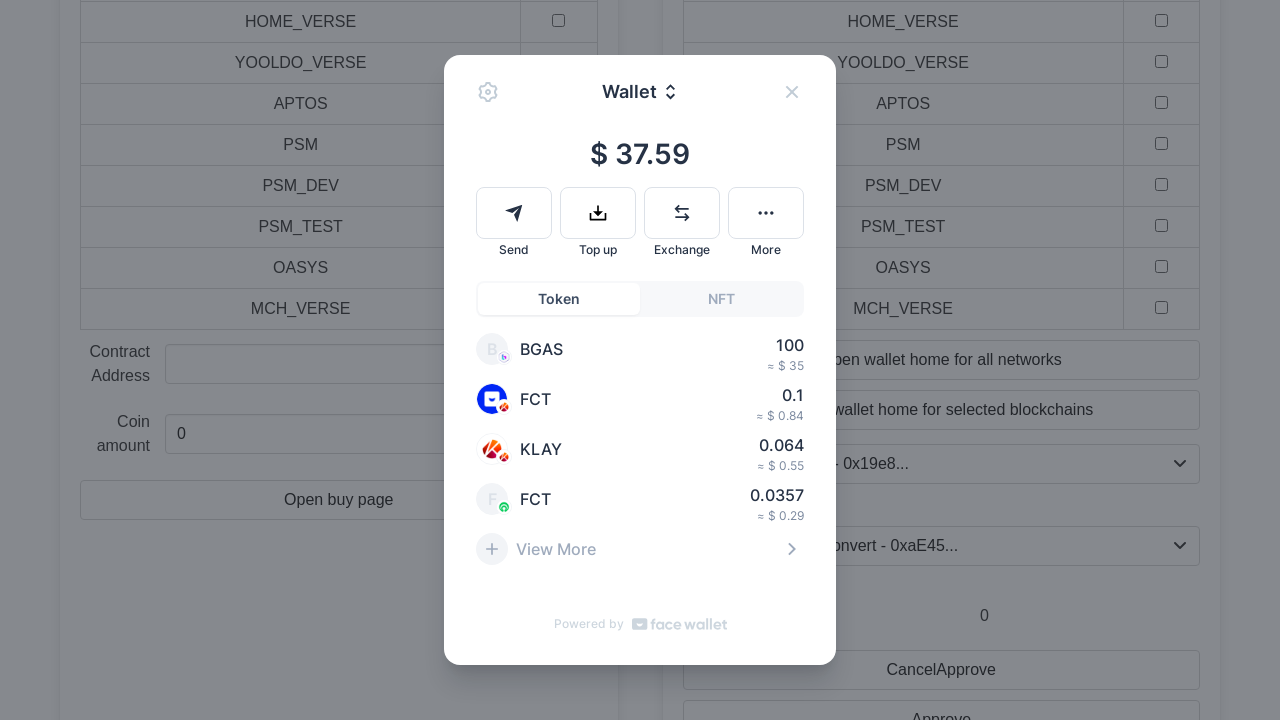 HOME_VERSE
YOOLDO_VERSE
APTOS
PSM
PSM_DEV
PSM_TEST
OASYS
MCH_VERSE
Contract
Address
Coin
amount
0
Open buy page
Wallet
$ 37.59
Send
Top up
Exchange
More
Token
NFT
B
BGAS
100
≈ $ 35
FCT
0.1
≈ $ 0.84
KLAY
0.064
≈ $ 0.55
F
FCT
0.0357
≈ $ 0.29
View More
Powered by face wallet
HOME_VERSE
YOOLDO_VERSE
APTOS
PSM
PSM_DEV
PSM_TEST
OASYS
MCH_VERSE
wallet home for all networks
wallet home for selected blockchains
- 0x19e8...
- 0xaE45...
0
CancelApprove
Approve